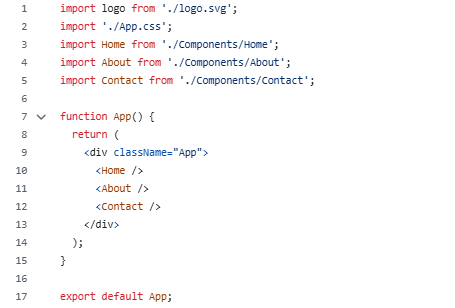 1 import logo from './logo.svg';
2 import './App.css';
3 import Home from './Components/Home';
4 import About from './Components/About';
5 import Contact from './Components/Contact';
6
7 function App() {
8 return (
9 <div className="App">
10 <Home />
11 <About />
12 <Contact />
13 </div>
14 );
15 }
16
17 export default App;